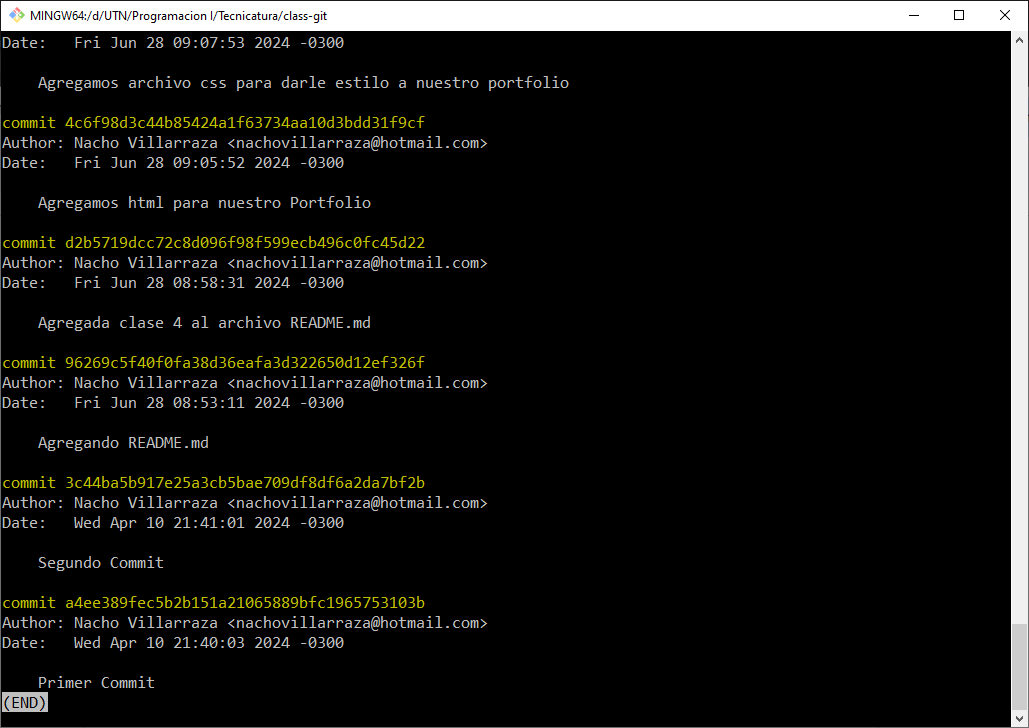 MINGW64:/d/UTN/Programacion I/Tecnicatura/class-git
Date:   Fri Jun 28 09:07:53 2024 -0300
    Agregamos archivo css para darle estilo a nuestro portfolio
commit 4c6f98d3c44b85424a1f63734aa10d3bdd31f9cf
Author: Nacho Villarraza <nachovillarraza@hotmail.com>
Date:   Fri Jun 28 09:05:52 2024 -0300
    Agregamos html para nuestro Portfolio
commit d2b5719dcc72c8d096f98f599ecb496c0fc45d22
Author: Nacho Villarraza <nachovillarraza@hotmail.com>
Date:   Fri Jun 28 08:58:31 2024 -0300
    Agregada clase 4 al archivo README.md
commit 96269c5f40f0fa38d36eafa3d322650d12ef326f
Author: Nacho Villarraza <nachovillarraza@hotmail.com>
Date:   Fri Jun 28 08:53:11 2024 -0300
    Agregando README.md
commit 3c44ba5b917e25a3cb5bae709df8df6a2da7bf2b
Author: Nacho Villarraza <nachovillarraza@hotmail.com>
Date:   Wed Apr 10 21:41:01 2024 -0300
    Segundo Commit
commit a4ee389fec5b2b151a21065889bfc1965753103b
Author: Nacho Villarraza <nachovillarraza@hotmail.com>
Date:   Wed Apr 10 21:40:03 2024 -0300
    Primer Commit
(END)